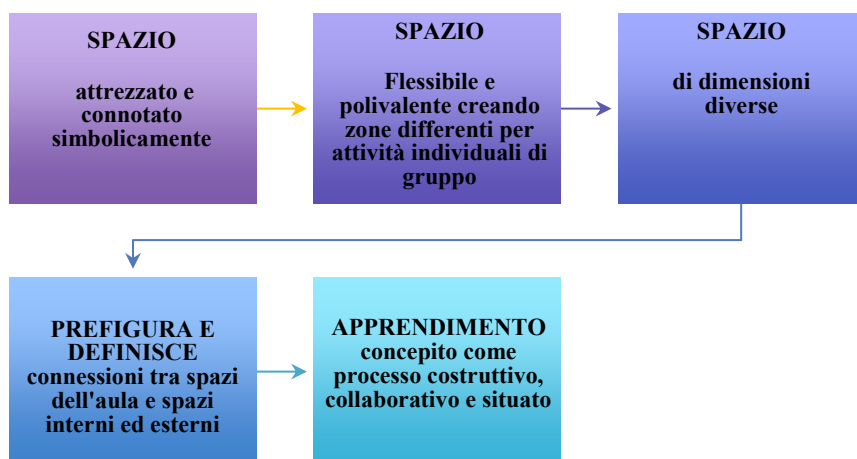 SPAZIO
attrezzato e
connotato
simbolicamente
SPAZIO
Flessibile e
polivalente creando
zone differenti per
attività individuali di
gruppo
SPAZIO
di dimensioni
diverse
PREFIGURA E
DEFINISCE
connessioni tra spazi
dell'aula e spazi
interni ed esterni
APPRENDIMENTO
concepito come
processo costruttivo,
collaborativo e situato